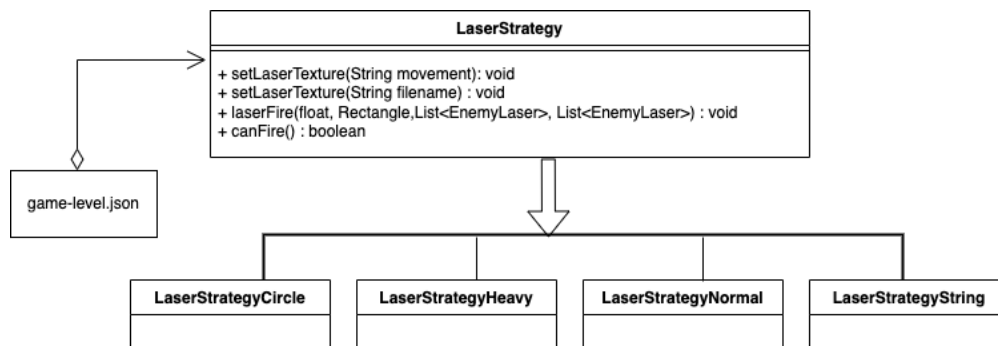 LaserStrategy
+ setLaserTexture(String movement): void
+ setLaserTexture(String filename) : void
+ laserFire(float, Rectangle,List<EnemyLaser>, List<EnemyLaser>) : void
+ canFire() : boolean
game-level.json
LaserStrategyCircle
LaserStrategyHeavy
LaserStrategyNormal
LaserStrategyString